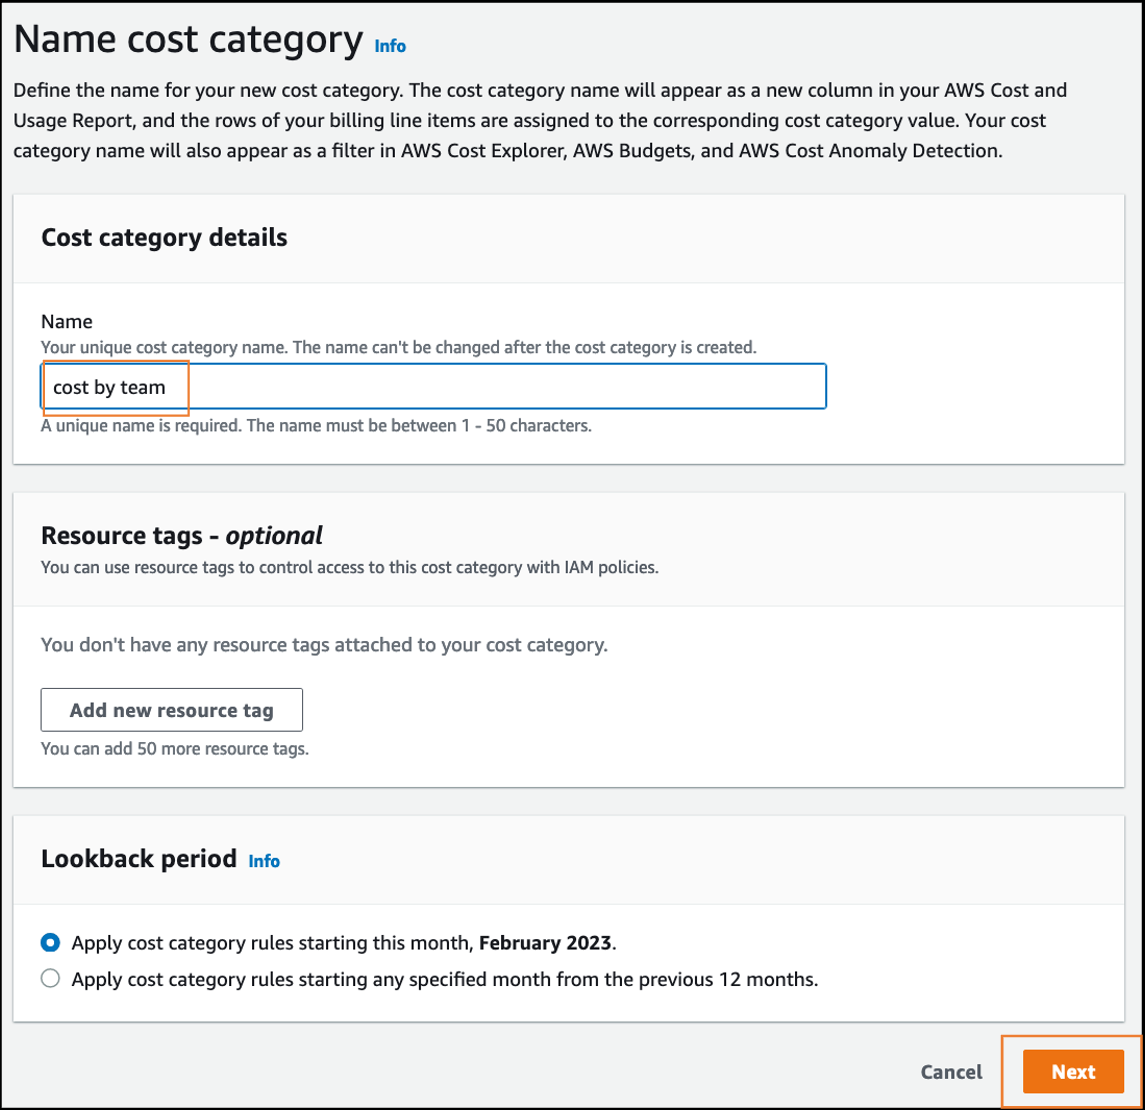 Name cost category Info
Define the name for your new cost category. The cost category name will appear as a new column in your AWS Cost and
Usage Report, and the rows of your billing line items are assigned to the corresponding cost category value. Your cost
category name will also appear as a filter in AWS Cost Explorer, AWS Budgets, and AWS Cost Anomaly Detection.
Cost category details
Name
Your unique cost category name. The name can't be changed after the cost category is created.
cost by team
A unique name is required. The name must be between 1 - 50 characters.
Resource tags - optional
You can use resource tags to control access to this cost category with IAM policies.
You don't have any resource tags attached to your cost category.
Add new resource tag
You can add 50 more resource tags.
Lookback period Info
Apply cost category rules starting this month, February 2023.
Apply cost category rules starting any specified month from the previous 12 months.
Cancel Next